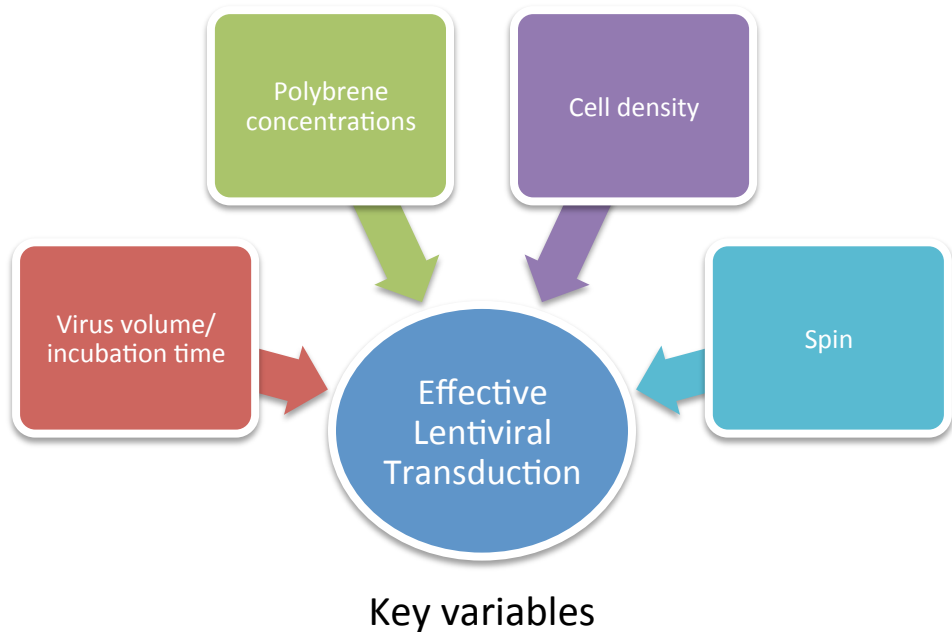 Polybrene
concentrations
Cell density
Virus volume/
incubation time
Spin
Effective
Lentiviral
Transduction
Key variables